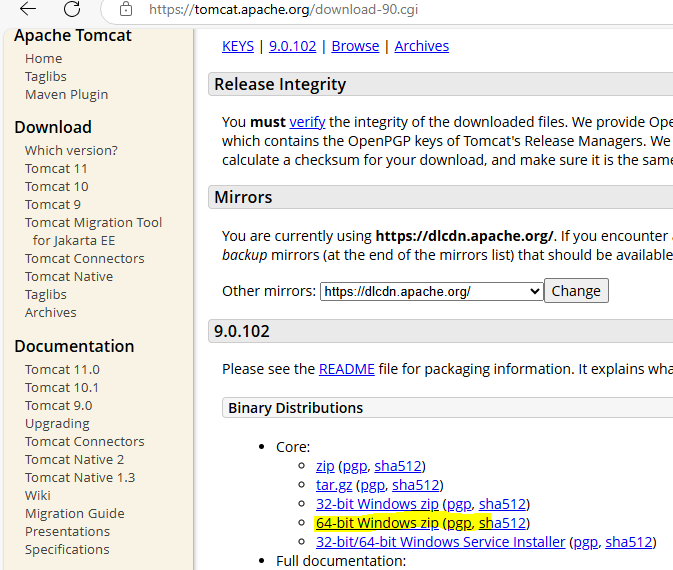 https://tomcat.apache.org/download-90.cgi
Apache Tomcat
Home
Taglibs
Maven Plugin
Download
Which version?
Tomcat 11
Tomcat 10
Tomcat 9
Tomcat Migration Tool
for Jakarta EE
Tomcat Connectors
Tomcat Native
Taglibs
Archives
Documentation
Tomcat 11.0
Tomcat 10.1
Tomcat 9.0
Upgrading
Tomcat Connectors
Tomcat Native 2
Tomcat Native 1.3
Wiki
Migration Guide
Presentations
Specifications
KEYS | 9.0.102 | Browse | Archives
Release Integrity
You must verify the integrity of the downloaded files. We provide Ope
which contains the OpenPGP keys of Tomcat's Release Managers. We
calculate a checksum for your download, and make sure it is the same
Mirrors
You are currently using https://dlcdn.apache.org/. If you encounter
backup mirrors (at the end of the mirrors list) that should be available
Other mirrors: https://dlcdn.apache.org/ Change
9.0.102
Please see the README file for packaging information. It explains wha
Binary Distributions
• Core:
○ zip (pgp, sha512)
○ tar.gz (pgp, sha512)
○ 32-bit Windows zip (pgp, sha512)
○ 64-bit Windows zip (pgp, sha512)
○ 32-bit/64-bit Windows Service Installer (pgp, sha512)
• Full documentation: